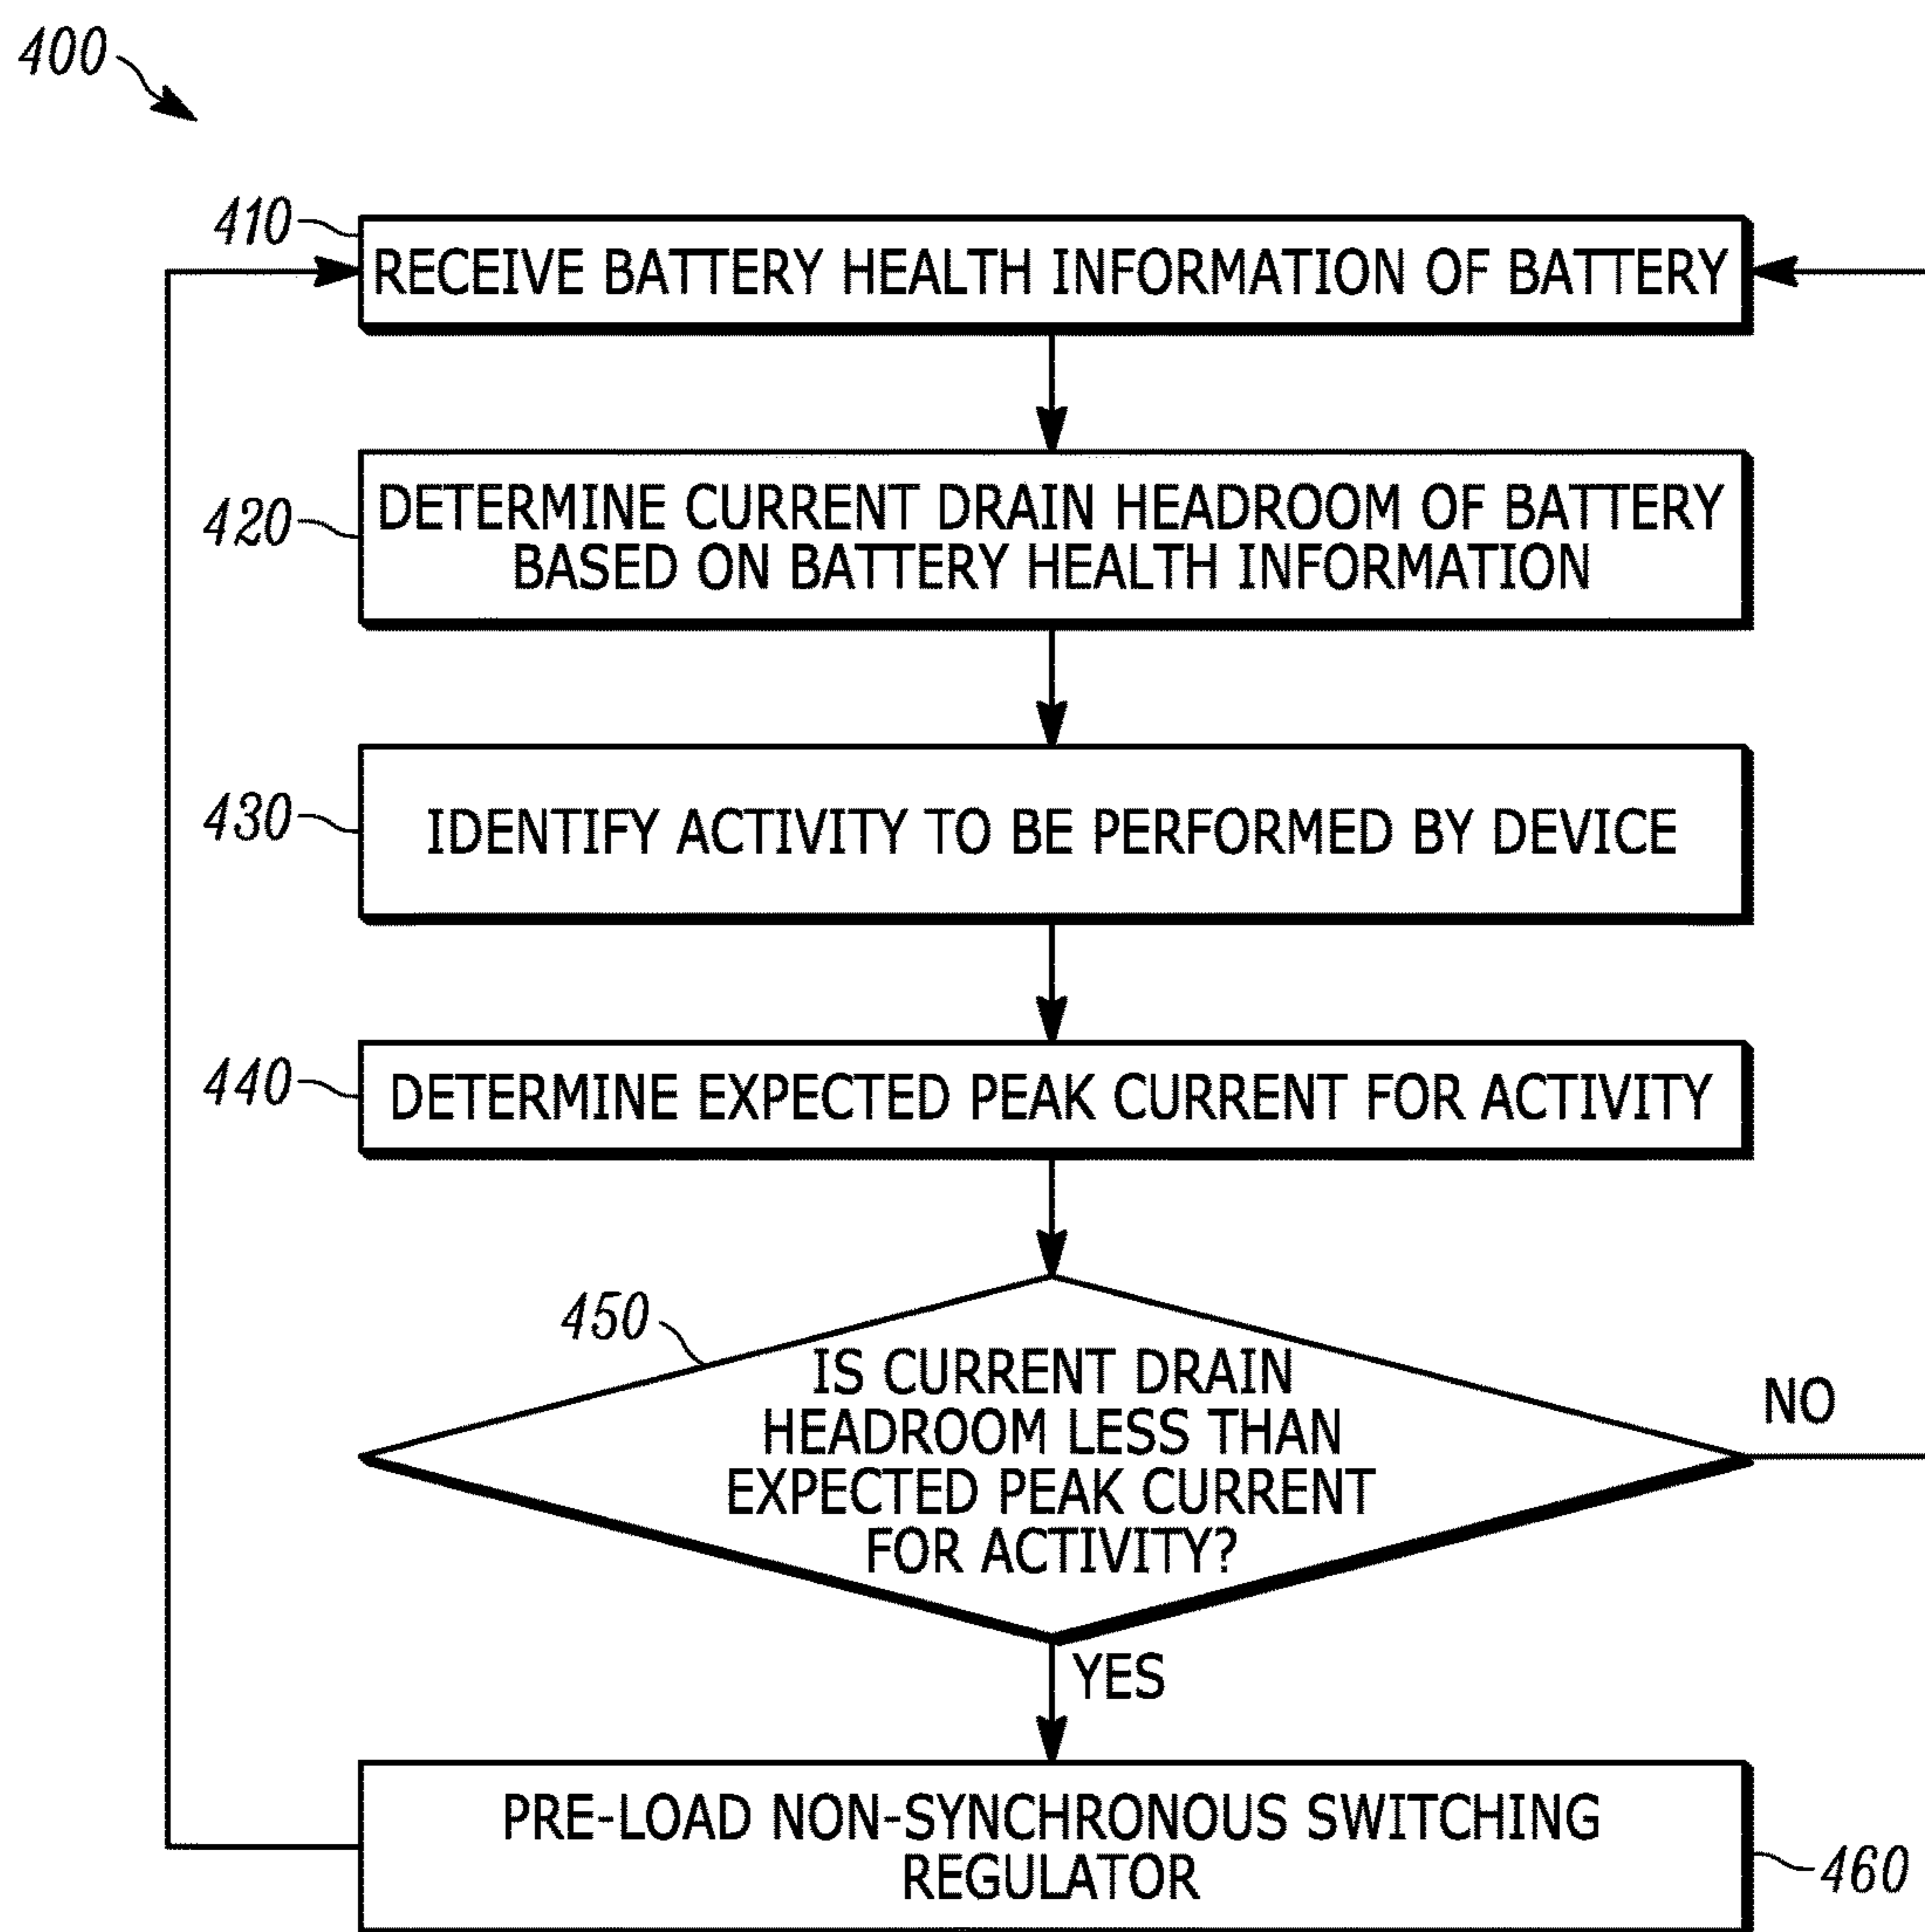 400
410
RECEIVE BATTERY HEALTH INFORMATION OF BATTERY
420
DETERMINE CURRENT DRAIN HEADROOM OF BATTERY
BASED ON BATTERY HEALTH INFORMATION
430
IDENTIFY ACTIVITY TO BE PERFORMED BY DEVICE
440
DETERMINE EXPECTED PEAK CURRENT FOR ACTIVITY
450
IS CURRENT DRAIN
HEADROOM LESS THAN
EXPECTED PEAK CURRENT
FOR ACTIVITY?
NO
YES
PRE-LOAD NON-SYNCHRONOUS SWITCHING
REGULATOR
460